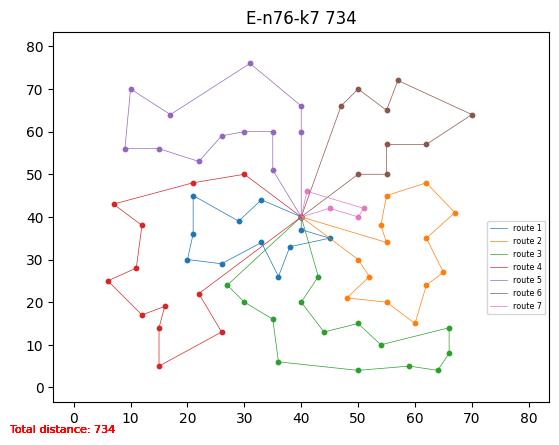 E-n76-k7 734
80
70
60
50
40
30
20
10
0
route 1
route 2
route 3
route 4
route 5
route 6
route 7
0 10 20 30 40 50 60 70 80
Total distance: 734